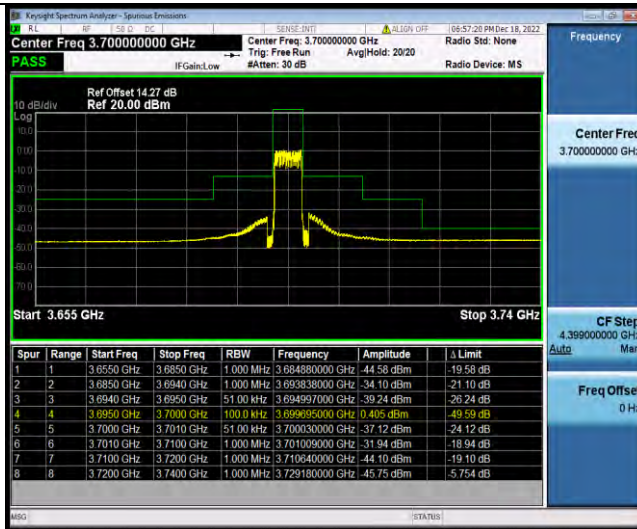 Keysight Spectrum Analyzer - Spurious Emissions
RL RF 50 Ω DC SENSE:INT ALIGN OFF 06:57:20 PM Dec 18, 2022
Center Freq 3.700000000 GHz Center Freq: 3.700000000 GHz Radio Std: None Frequency
Trig: Free Run Avg|Hold: 20/20
PASS IFGain:Low #Atten: 30 dB Radio Device: MS
Ref Offset 14.27 dB
10 dB/div Ref 20.00 dBm
Log
10.0
0.00
-10.0
-20.0
-30.0
-40.0
-50.0
-60.0
-70.0
Start 3.655 GHz Stop 3.74 GHz
Center Freq
3.700000000 GHz
CF Step
4.399000000 GHz
Auto Man
Freq Offset
0 Hz
Spur Range Start Freq Stop Freq RBW Frequency Amplitude Δ Limit
1 1 3.6550 GHz 3.6850 GHz 1.000 MHz 3.684880000 GHz -44.58 dBm -19.58 dB
2 2 3.6850 GHz 3.6940 GHz 1.000 MHz 3.693838000 GHz -34.10 dBm -21.10 dB
3 3 3.6940 GHz 3.6950 GHz 51.00 kHz 3.694997000 GHz -39.24 dBm -26.24 dB
4 4 3.6950 GHz 3.7000 GHz 100.0 kHz 3.699695000 GHz 0.405 dBm -49.59 dB
5 5 3.7000 GHz 3.7010 GHz 51.00 kHz 3.700030000 GHz -37.12 dBm -24.12 dB
6 6 3.7010 GHz 3.7100 GHz 1.000 MHz 3.701009000 GHz -31.94 dBm -18.94 dB
7 7 3.7100 GHz 3.7200 GHz 1.000 MHz 3.710640000 GHz -44.10 dBm -19.10 dB
8 8 3.7200 GHz 3.7400 GHz 1.000 MHz 3.729180000 GHz -45.75 dBm -5.754 dB
MSG STATUS